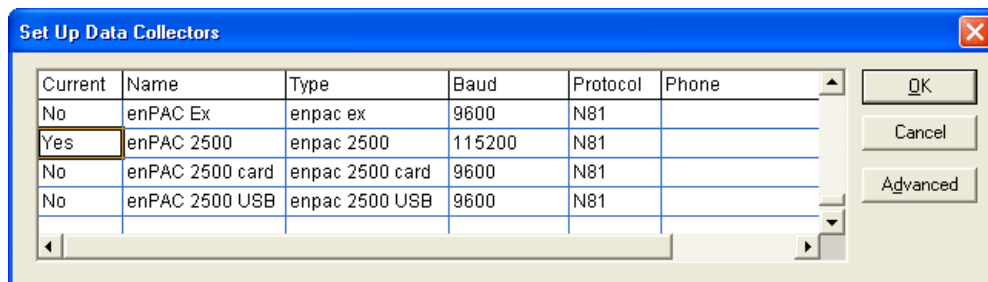 Set Up Data Collectors
Current Name Type Baud Protocol Phone
No enPAC Ex enpac ex 9600 N81
Yes enPAC 2500 enpac 2500 115200 N81
No enPAC 2500 card enpac 2500 card 9600 N81
No enPAC 2500 USB enpac 2500 USB 9600 N81
OK
Cancel
Advanced